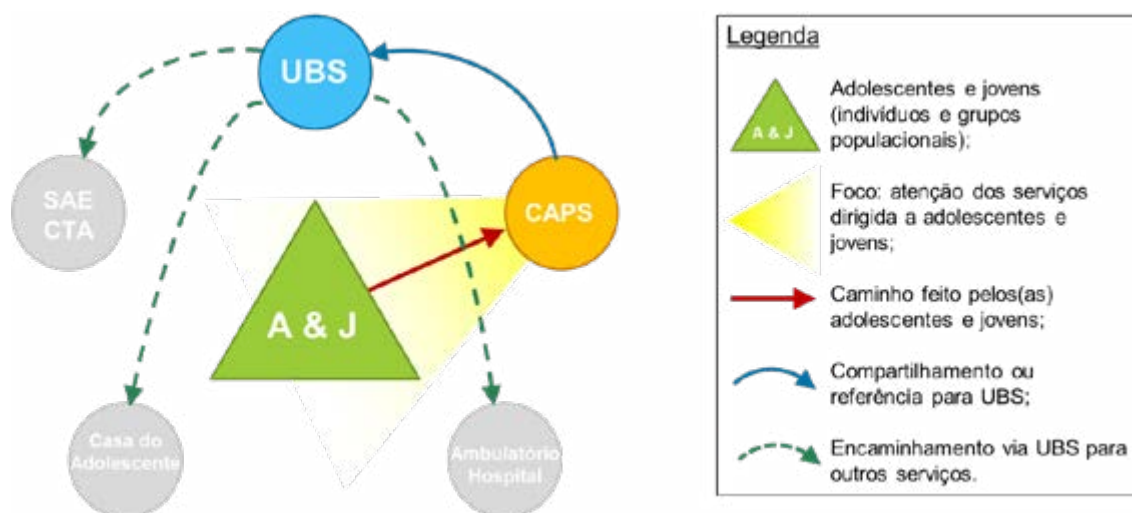 UBS
SAE
CTA
CAPS
A & J
Casa do
Adolescente
Ambulatório
Hospital
Legenda
A & J
Adolescentes e jovens
(indivíduos e grupos
populacionais);
Foco: atenção dos serviços
dirigida a adolescentes e
jovens;
Caminho feito pelos(as)
adolescentes e jovens;
Compartilhamento ou
referência para UBS;
Encaminhamento via UBS para
outros serviços.